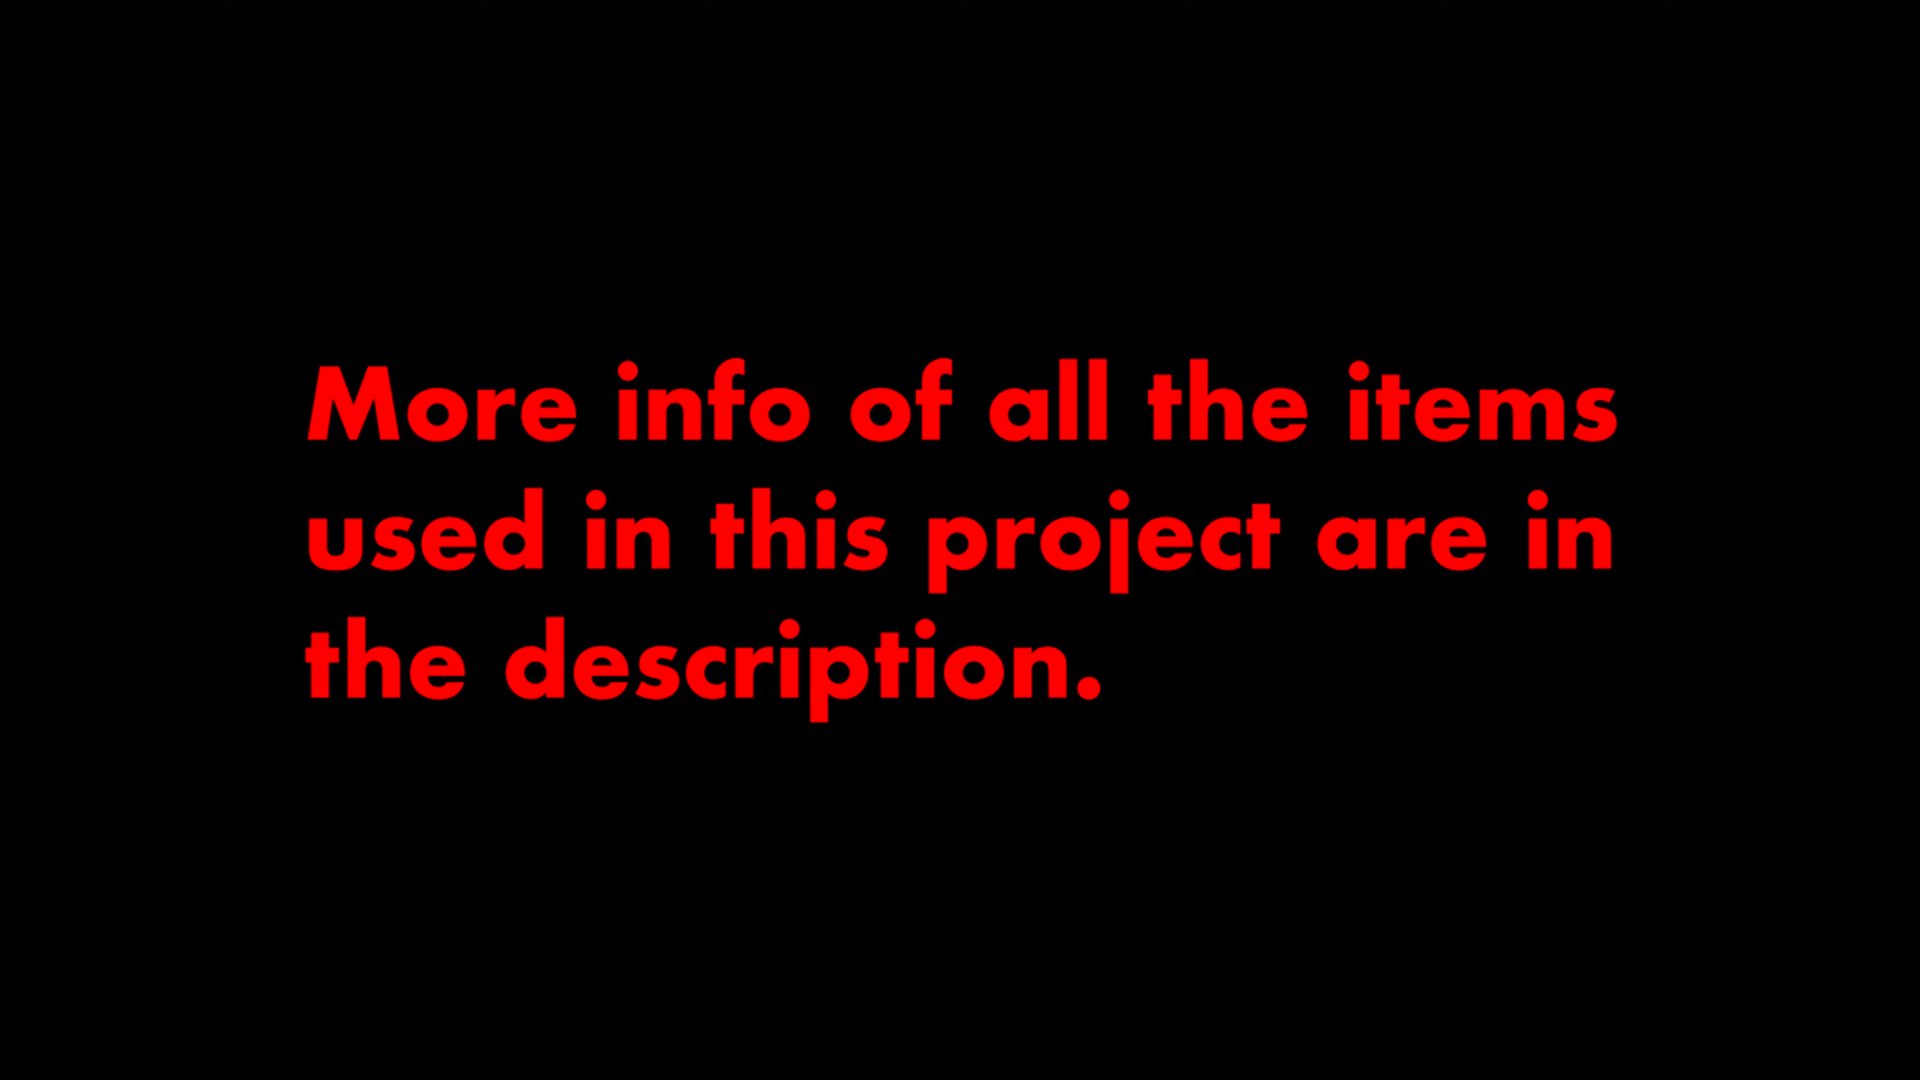 More info of all the items
used in this project are in
the description.